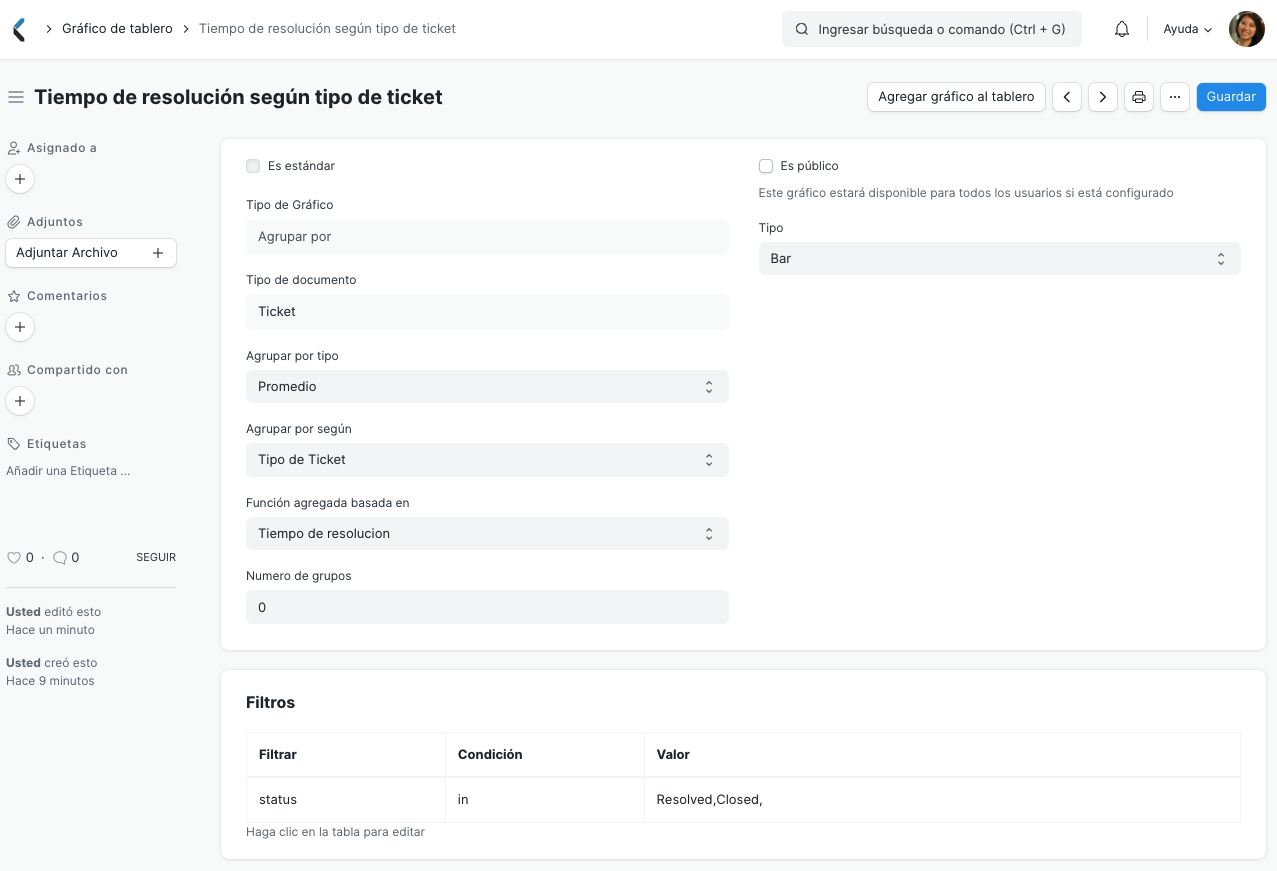 Gráfico de tablero
Tiempo de resolución según tipo de ticket
Ingresar búsqueda o comando (Ctrl + G)
Ayuda
Tiempo de resolución según tipo de ticket
Agregar gráfico al tablero
Guardar
Asignado a
Adjuntos
Adjuntar Archivo
Comentarios
Compartido con
Etiquetas
Añadir una Etiqueta ...
0 · 0
SEGUIR
Usted editó esto
Hace un minuto
Usted creó esto
Hace 9 minutos
Es estándar
Tipo de Gráfico
Agrupar por
Tipo de documento
Ticket
Agrupar por tipo
Promedio
Agrupar por según
Tipo de Ticket
Función agregada basada en
Tiempo de resolucion
Numero de grupos
0
Es público
Este gráfico estará disponible para todos los usuarios si está configurado
Tipo
Bar
Filtros
Filtrar Condición Valor
status in Resolved,Closed,
Haga clic en la tabla para editar